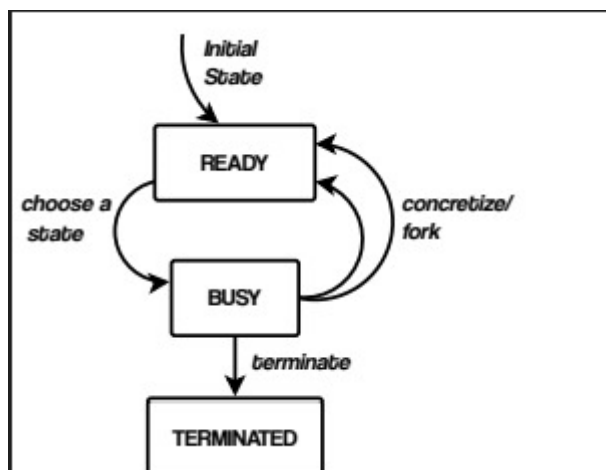 Initial
State
READY
choose a
state
concretize/
fork
BUSY
terminate
TERMINATED